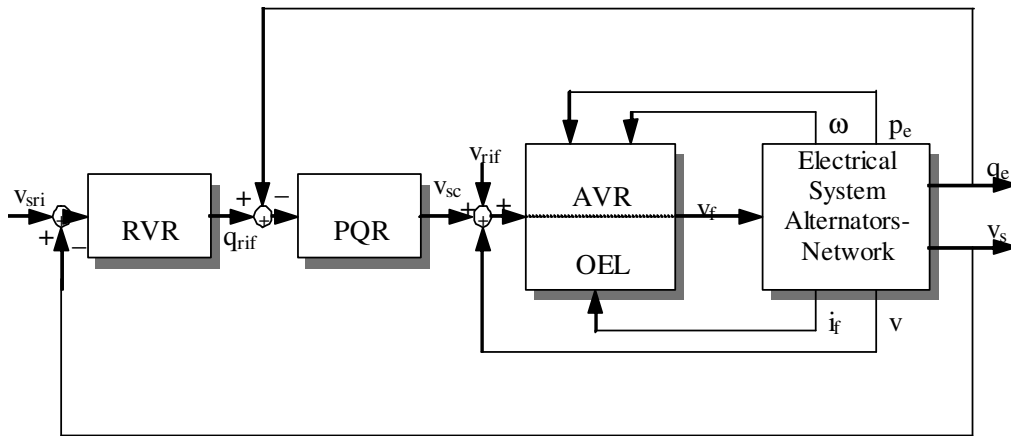 ω
p_e
v_rif
v_sri
+
−
RVR
+
−
q_rif
+
PQR
v_sc
+
+
+
AVR
OEL
v_f
Electrical
System
Alternators-
Network
q_e
v_s
i_f
v
+